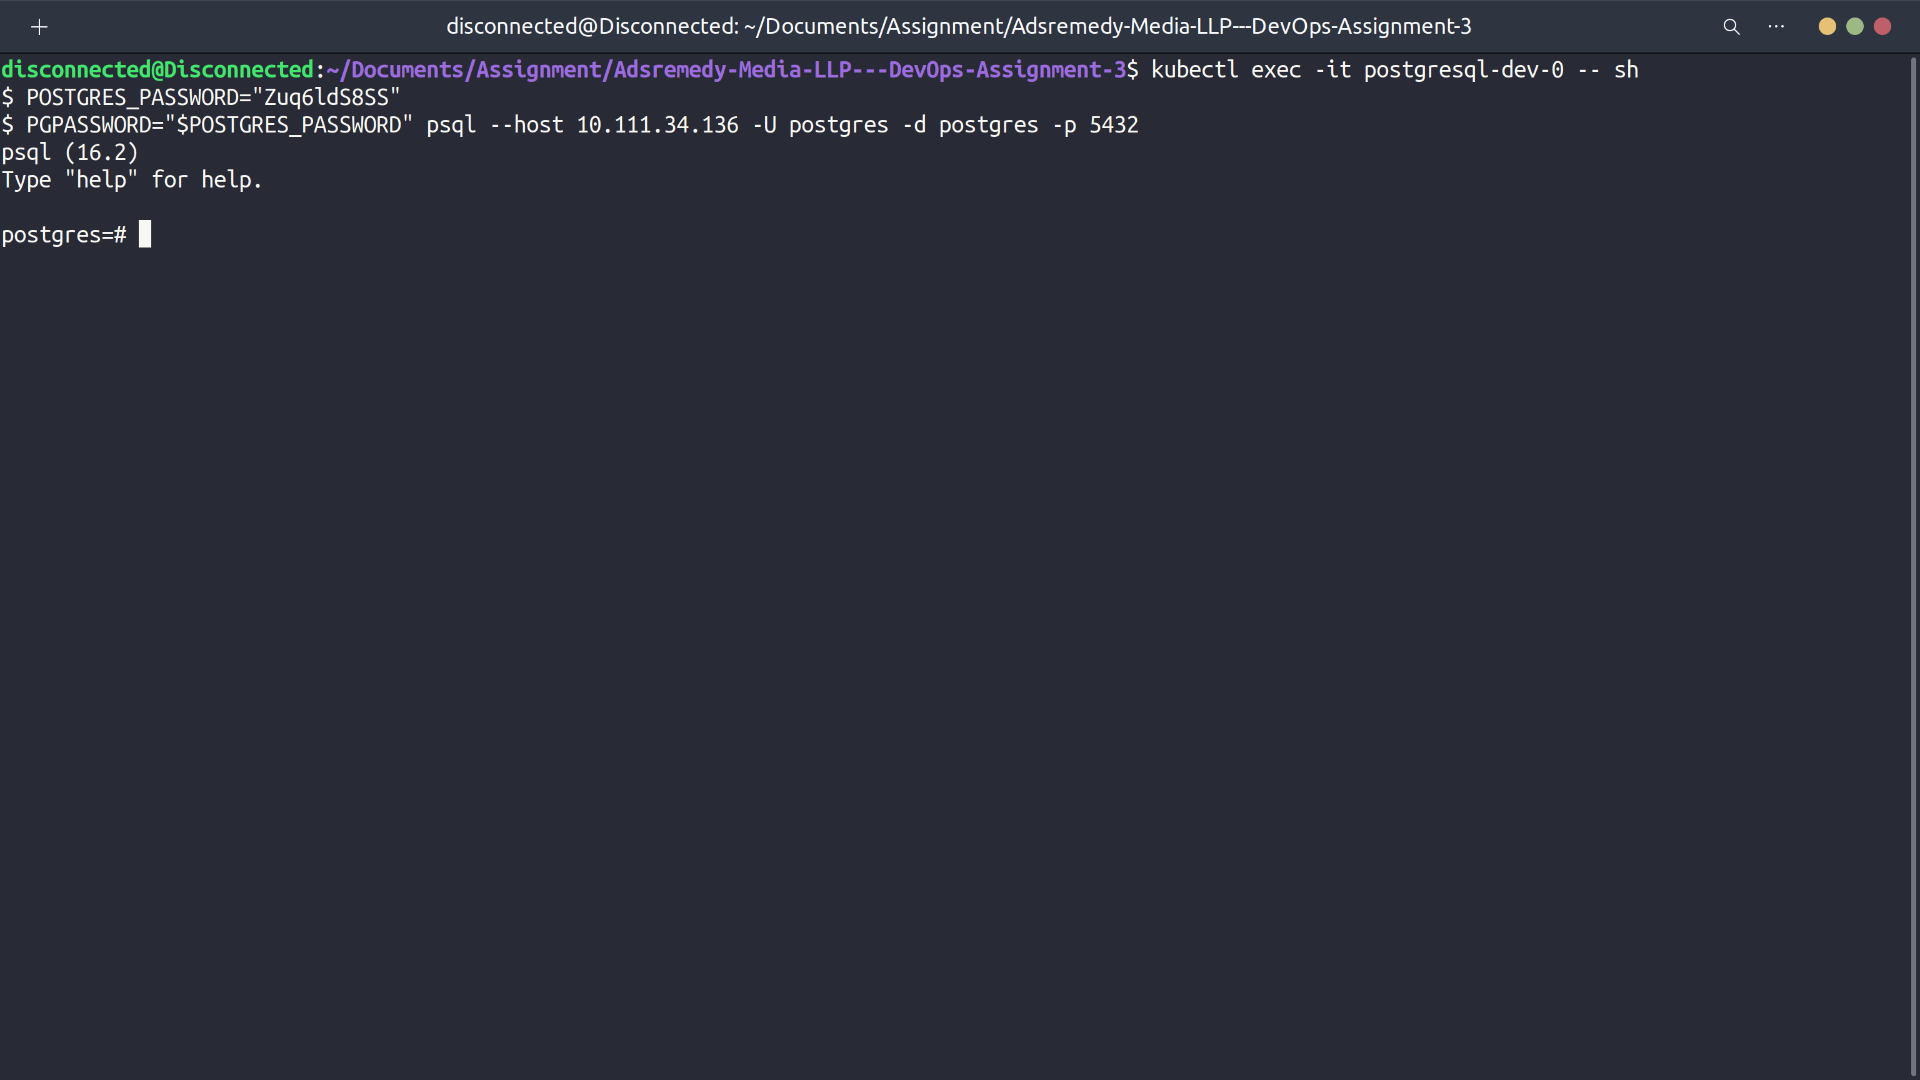 disconnected@Disconnected: ~/Documents/Assignment/Adsremedy-Media-LLP---DevOps-Assignment-3
disconnected@Disconnected:~/Documents/Assignment/Adsremedy-Media-LLP---DevOps-Assignment-3$ kubectl exec -it postgresql-dev-0 -- sh
$ POSTGRES_PASSWORD="Zuq6ldS8SS"
$ PGPASSWORD="$POSTGRES_PASSWORD" psql --host 10.111.34.136 -U postgres -d postgres -p 5432
psql (16.2)
Type "help" for help.
postgres=#